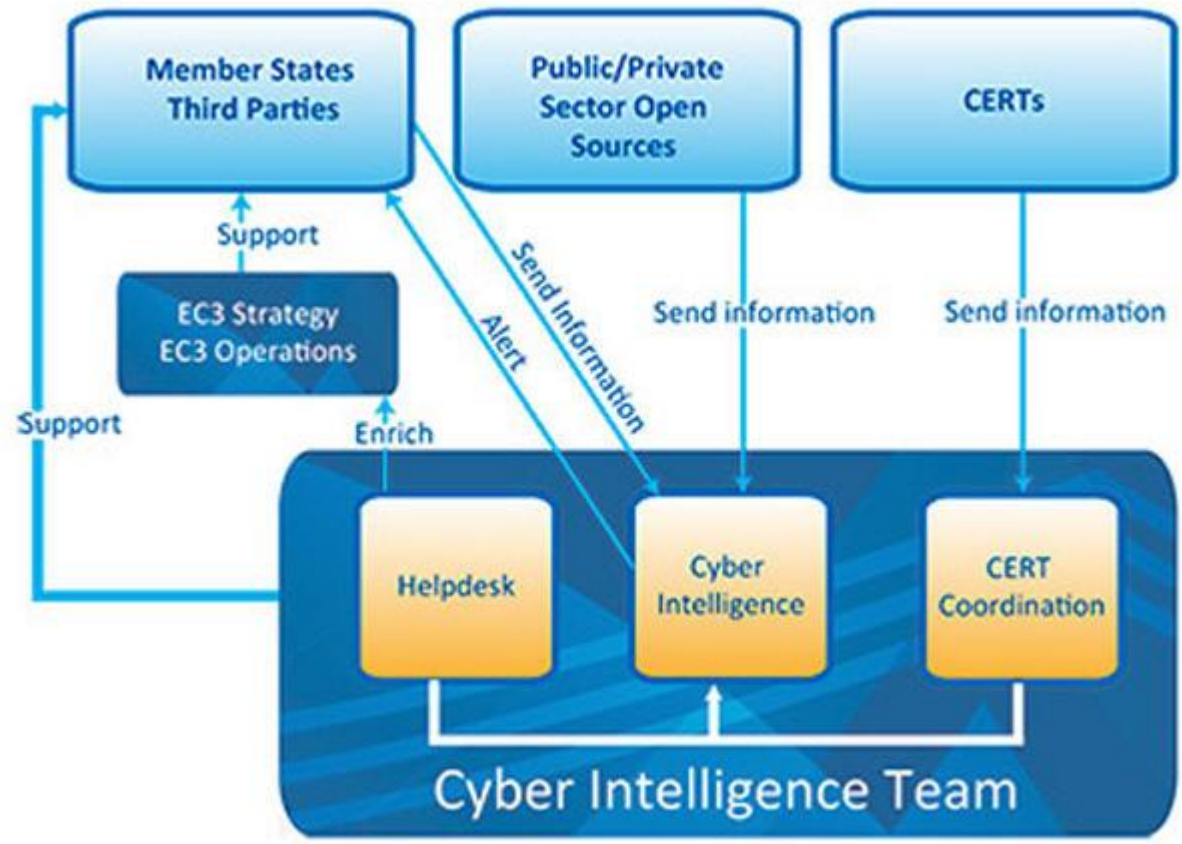 Member States
Third Parties
Public/Private
Sector Open
Sources
CERTs
Support
EC3 Strategy
EC3 Operations
Support
Enrich
Alert
Send Information
Send information
Send information
Helpdesk
Cyber
Intelligence
CERT
Coordination
Cyber Intelligence Team